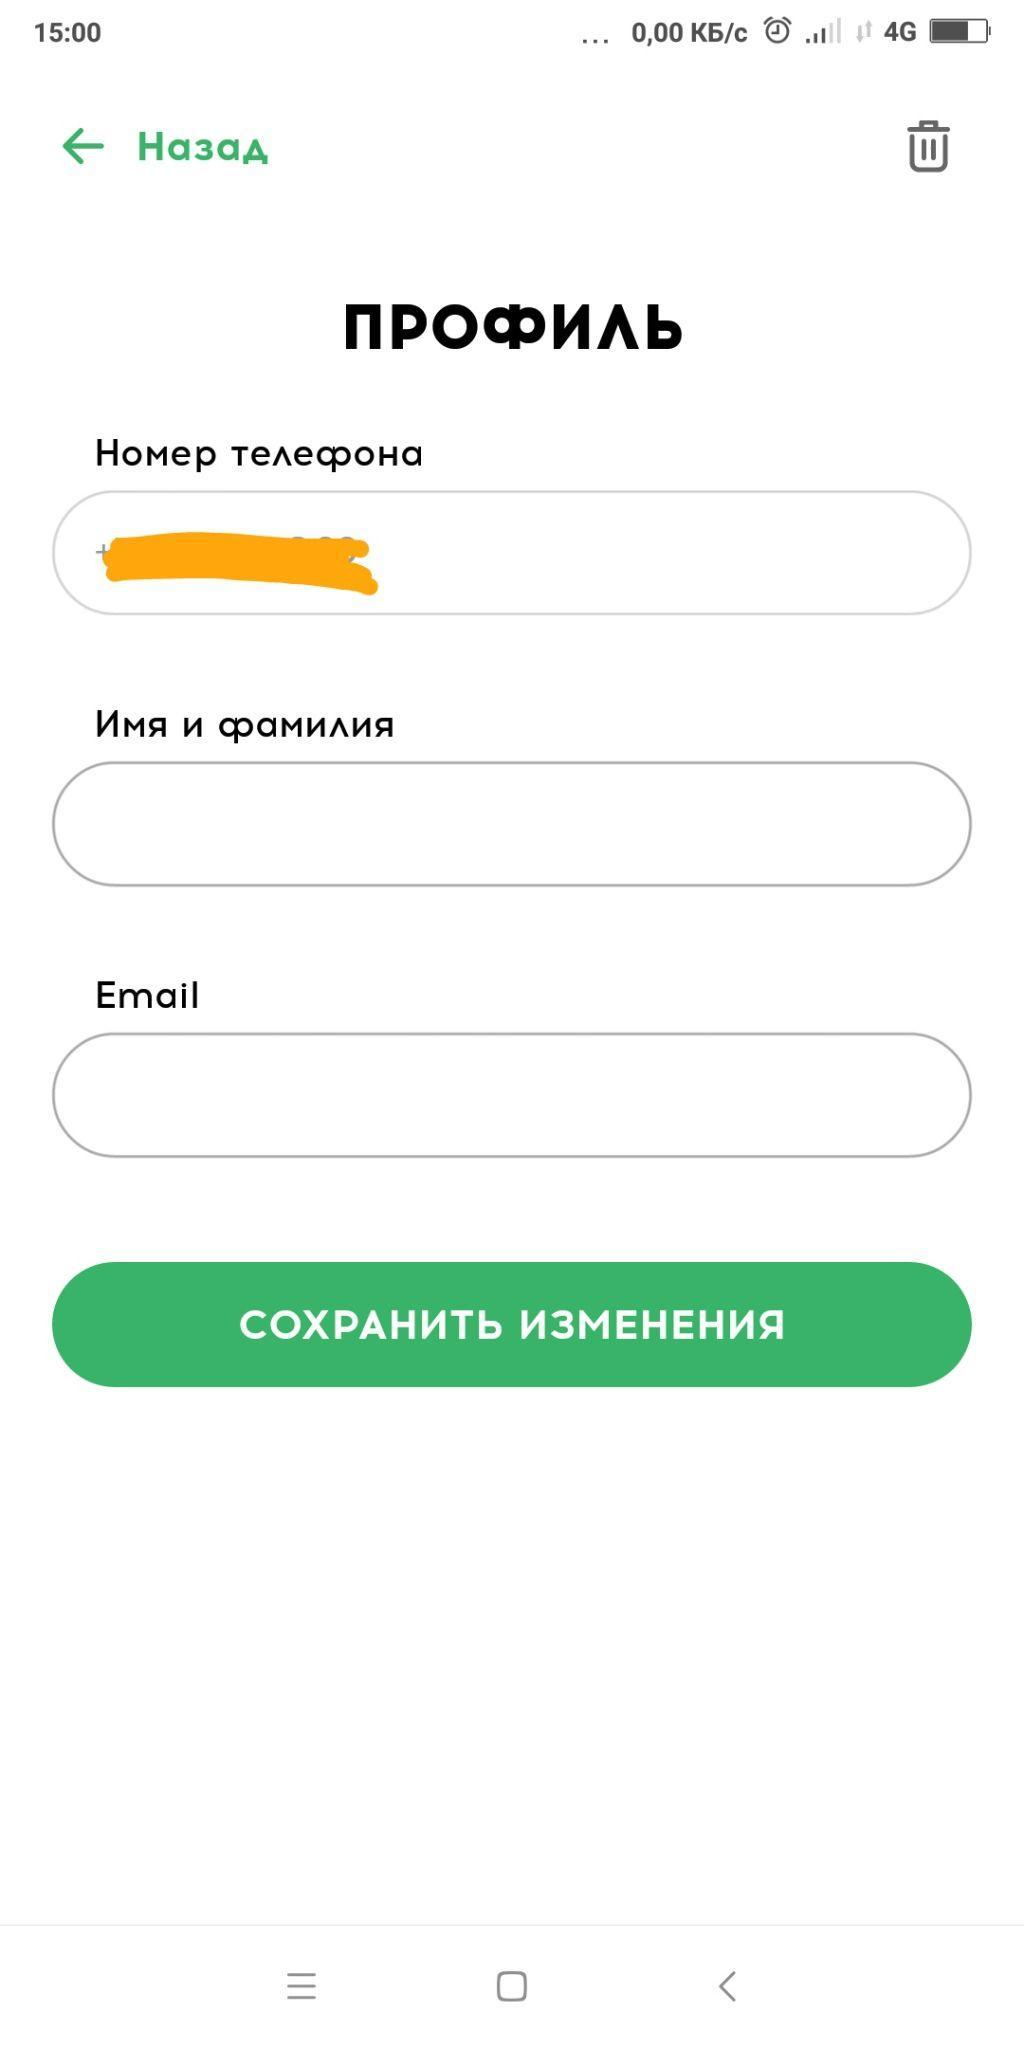 15:00 ... 0,00 КБ/с 4G
Назад
ПРОФИЛЬ
Номер телефона
+
Имя и фамилия
Email
СОХРАНИТЬ ИЗМЕНЕНИЯ